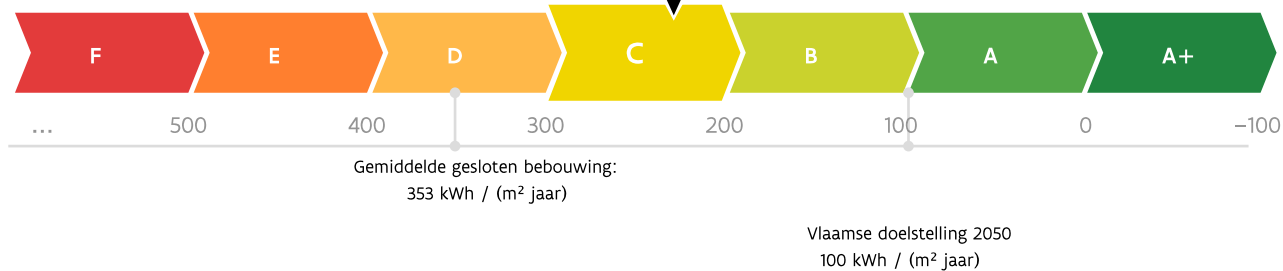 F E D C B A A+
... 500 400 300 200 100 0 −100
Gemiddelde gesloten bebouwing:
353 kWh / (m² jaar)
Vlaamse doelstelling 2050
100 kWh / (m² jaar)